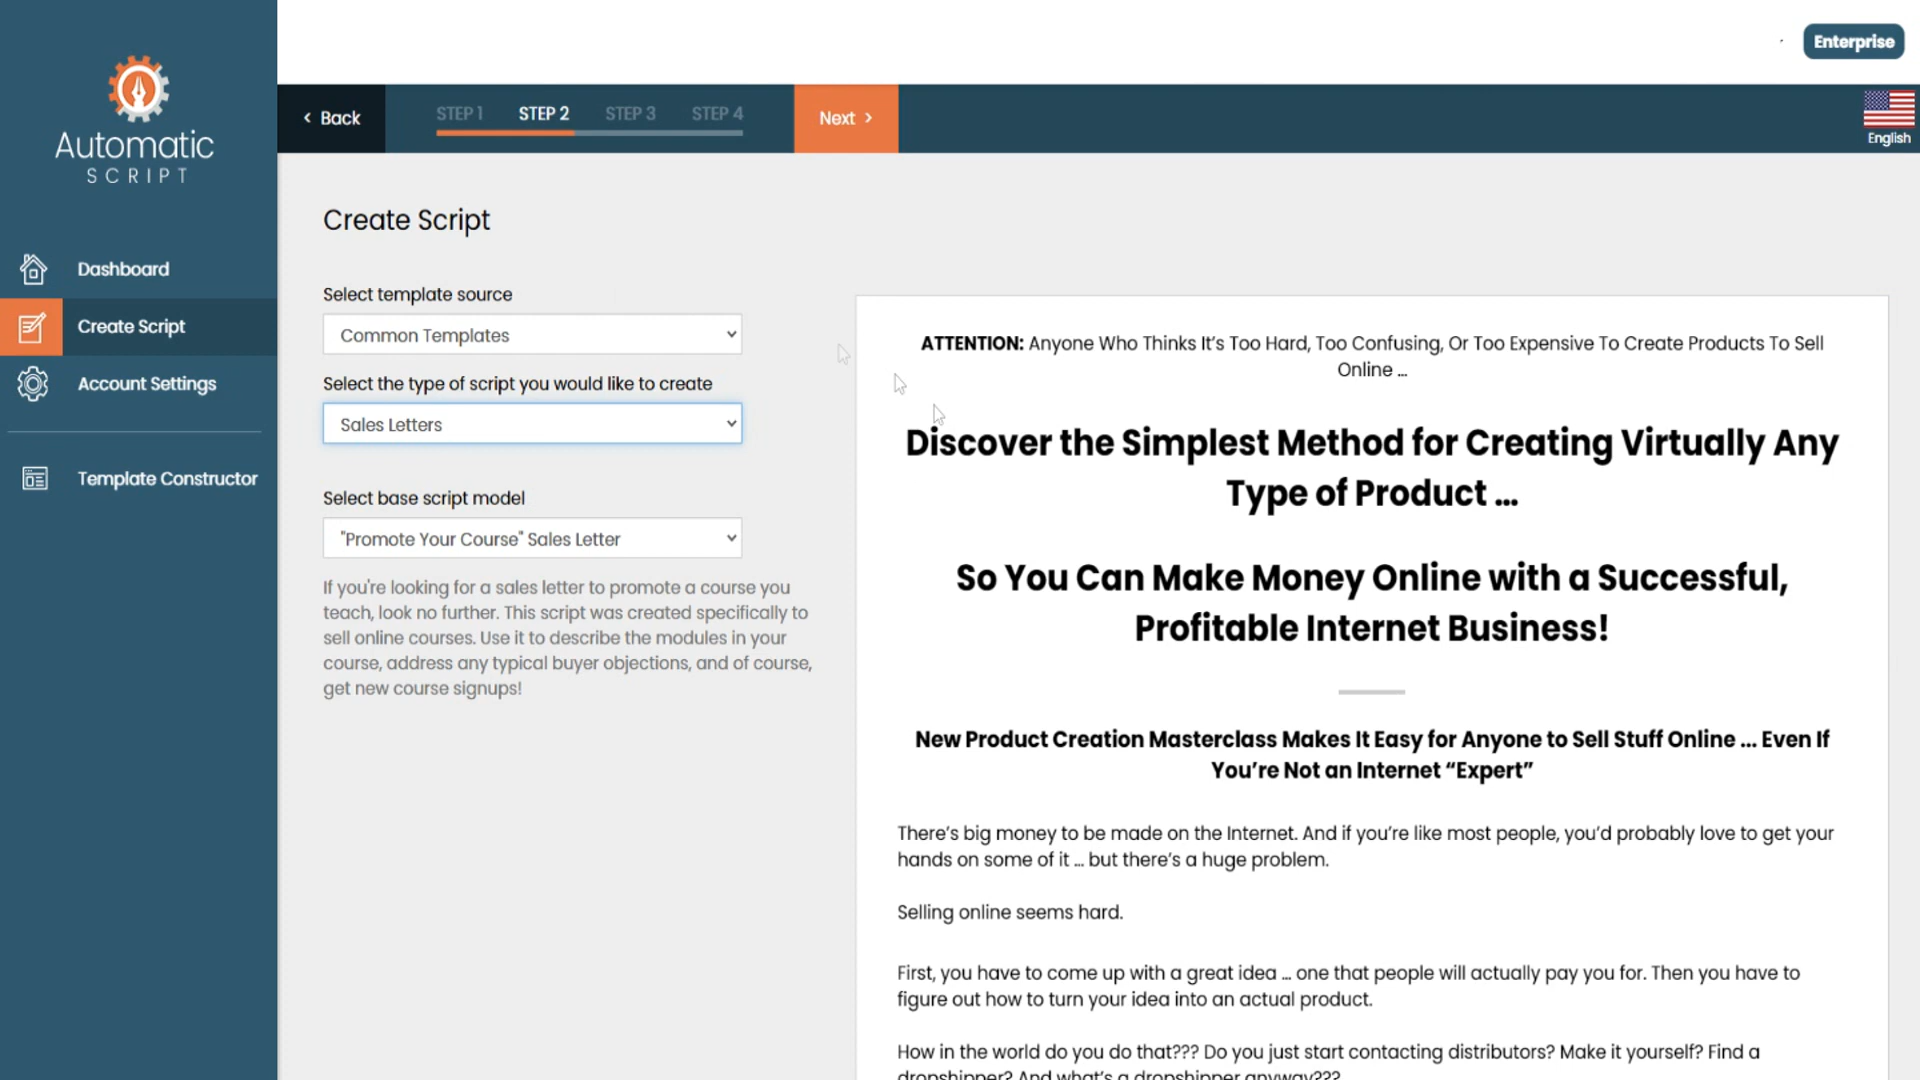 Enterprise
Automatic
SCRIPT
Back
STEP 1 STEP 2 STEP 3 STEP 4
Next
English
Dashboard
Create Script
Account Settings
Template Constructor
Create Script
Select template source
Common Templates
Select the type of script you would like to create
Sales Letters
Select base script model
"Promote Your Course" Sales Letter
If you're looking for a sales letter to promote a course you
teach, look no further. This script was created specifically to
sell online courses. Use it to describe the modules in your
course, address any typical buyer objections, and of course,
get new course signups!
ATTENTION: Anyone Who Thinks It’s Too Hard, Too Confusing, Or Too Expensive To Create Products To Sell
Online ...
Discover the Simplest Method for Creating Virtually Any
Type of Product ...
So You Can Make Money Online with a Successful,
Profitable Internet Business!
New Product Creation Masterclass Makes It Easy for Anyone to Sell Stuff Online ... Even If
You’re Not an Internet “Expert”
There’s big money to be made on the Internet. And if you’re like most people, you’d probably love to get your
hands on some of it ... but there’s a huge problem.
Selling online seems hard.
First, you have to come up with a great idea ... one that people will actually pay you for. Then you have to
figure out how to turn your idea into an actual product.
How in the world do you do that??? Do you just start contacting distributors? Make it yourself? Find a
dropshipper? And what’s a dropshipper anyway???